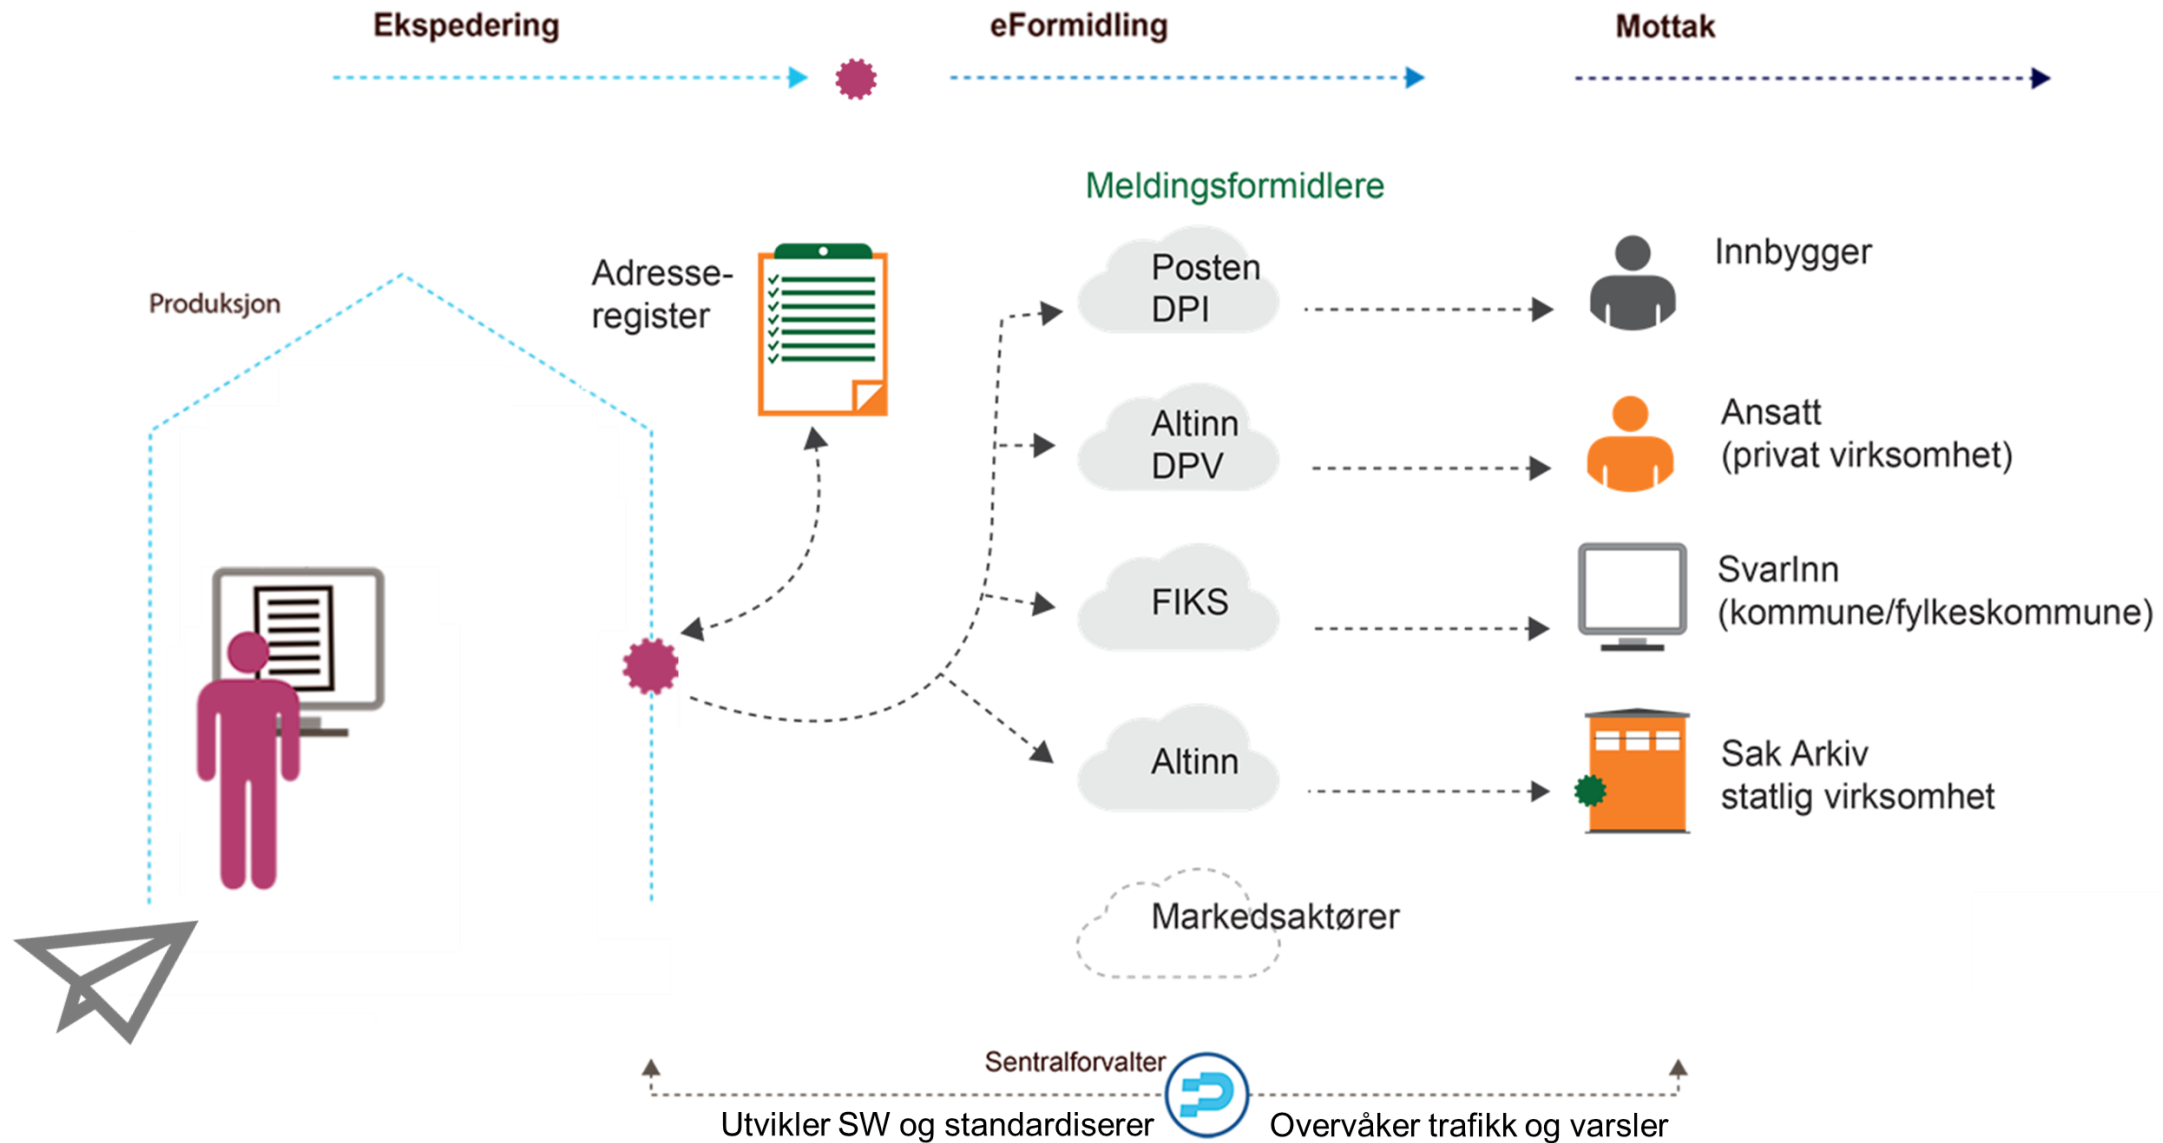 Ekspedering
eFormidling
Mottak
Meldingsformidlere
Produksjon
Adresse-
register
Posten
DPI
Innbygger
Altinn
DPV
Ansatt
(privat virksomhet)
FIKS
SvarInn
(kommune/fylkeskommune)
Altinn
Sak Arkiv
statlig virksomhet
Markedsaktører
Sentralforvalter
Utvikler SW og standardiserer
Overvåker trafikk og varsler